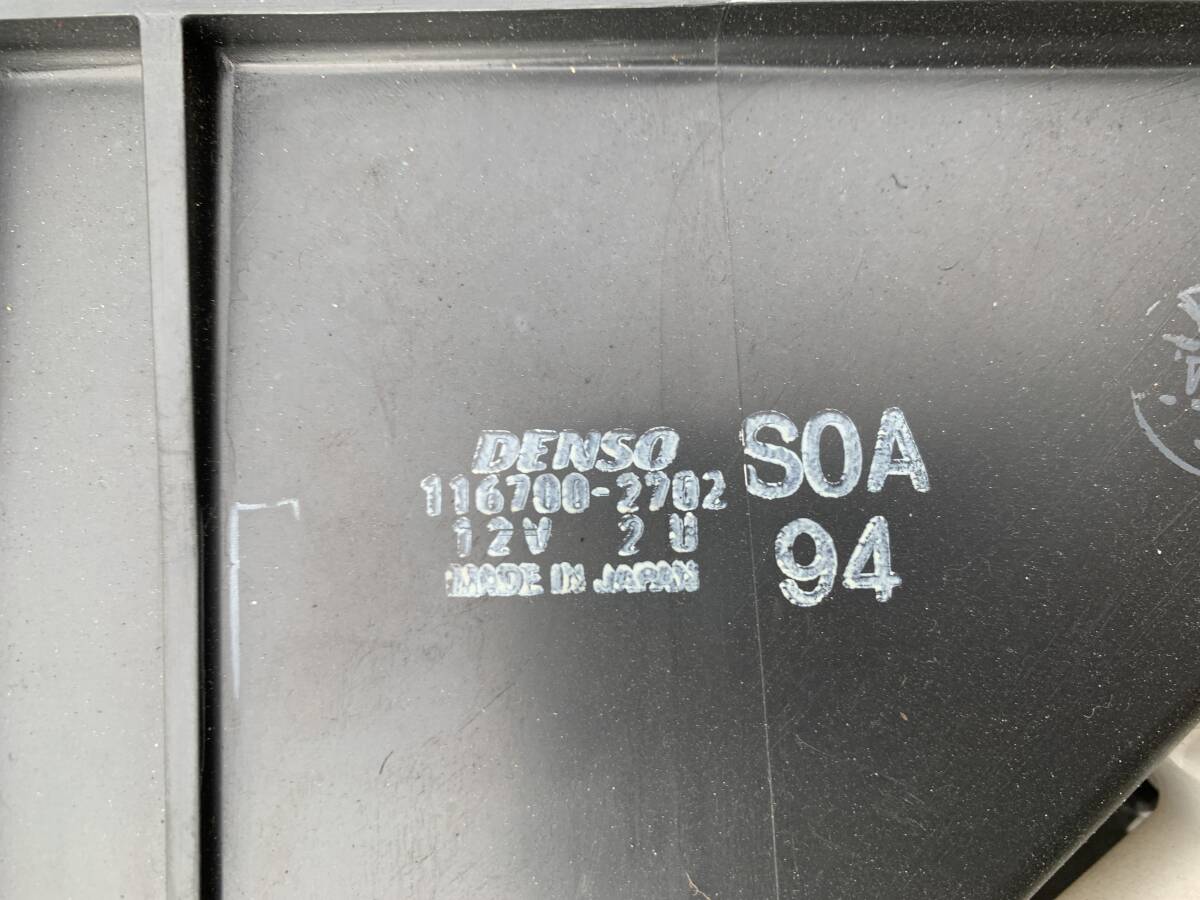 DENSO
116700-2702
12V 2U
MADE IN JAPAN
S0A
94